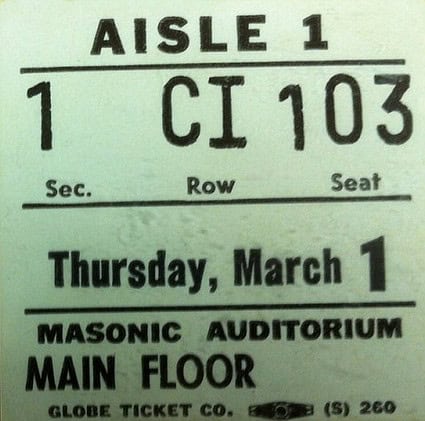 AISLE 1
1 CI 103
Sec. Row Seat
Thursday, March 1
MASONIC AUDITORIUM
MAIN FLOOR
GLOBE TICKET CO. (S) 260